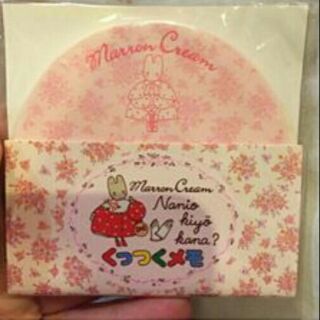 Marron Cream
Marron Cream
Nanio
kiyō
kana?
くっつくメモ